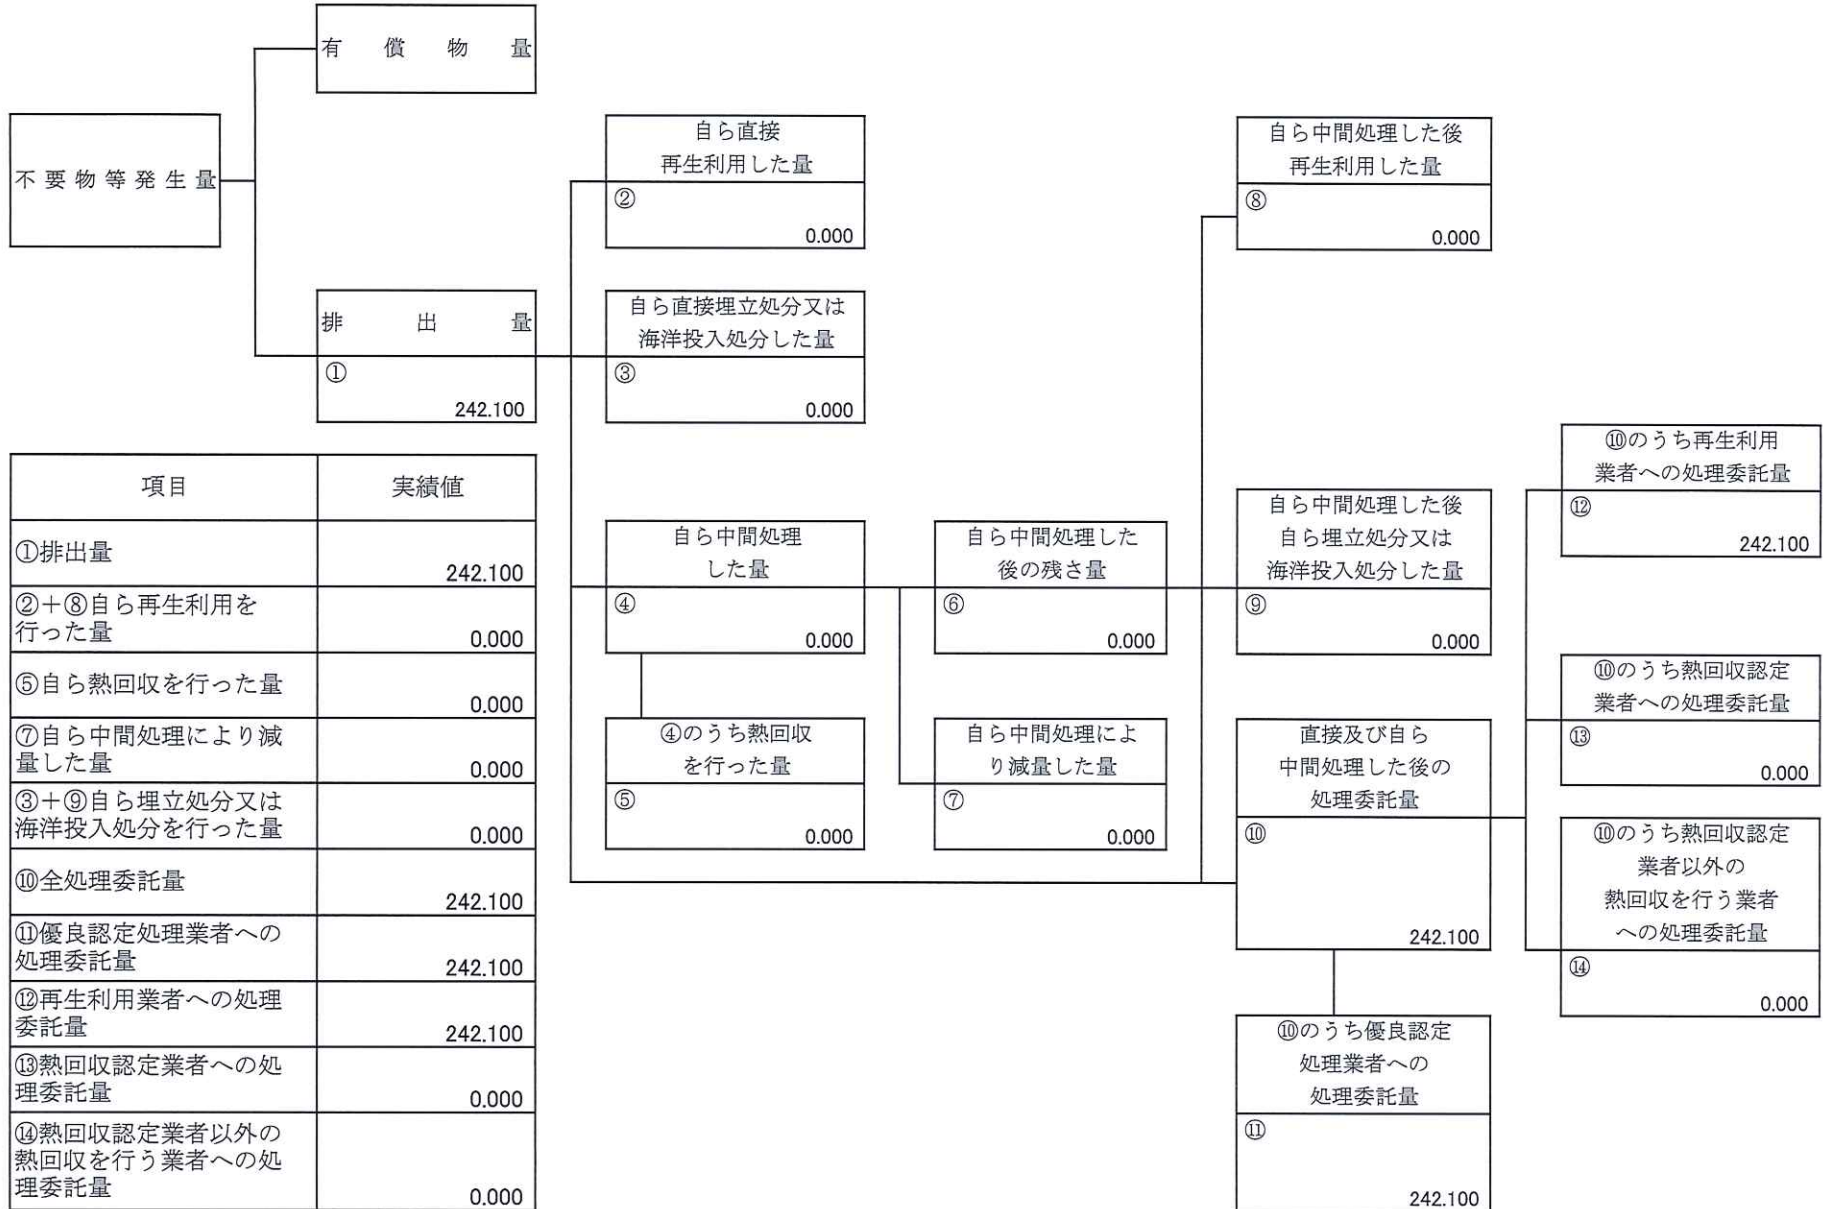 有償物量
不要物等発生量
排出量
①
242.100
自ら直接
再生利用した量
②
0.000
自ら直接埋立処分又は
海洋投入処分した量
③
0.000
自ら中間処理した後
再生利用した量
⑧
0.000
項目 実績値
①排出量
242.100
②+⑧自ら再生利用を
行った量
0.000
⑤自ら熱回収を行った量
0.000
⑦自ら中間処理により減
量した量
0.000
③+⑨自ら埋立処分又は
海洋投入処分を行った量
0.000
⑩全処理委託量
242.100
⑪優良認定処理業者への
処理委託量
242.100
⑫再生利用業者への処理
委託量
242.100
⑬熱回収認定業者への処
理委託量
0.000
⑭熱回収認定業者以外の
熱回収を行う業者への処
理委託量
0.000
自ら中間処理
した量
④
0.000
④のうち熱回収
を行った量
⑤
0.000
自ら中間処理した
後の残さ量
⑥
0.000
自ら中間処理によ
り減量した量
⑦
0.000
自ら中間処理した後
自ら埋立処分又は
海洋投入処分した量
⑨
0.000
直接及び自ら
中間処理した後の
処理委託量
⑩
242.100
⑩のうち優良認定
処理業者への
処理委託量
⑪
242.100
⑩のうち再生利用
業者への処理委託量
⑫
242.100
⑩のうち熱回収認定
業者への処理委託量
⑬
0.000
⑩のうち熱回収認定
業者以外の
熱回収を行う業者
への処理委託量
⑭
0.000